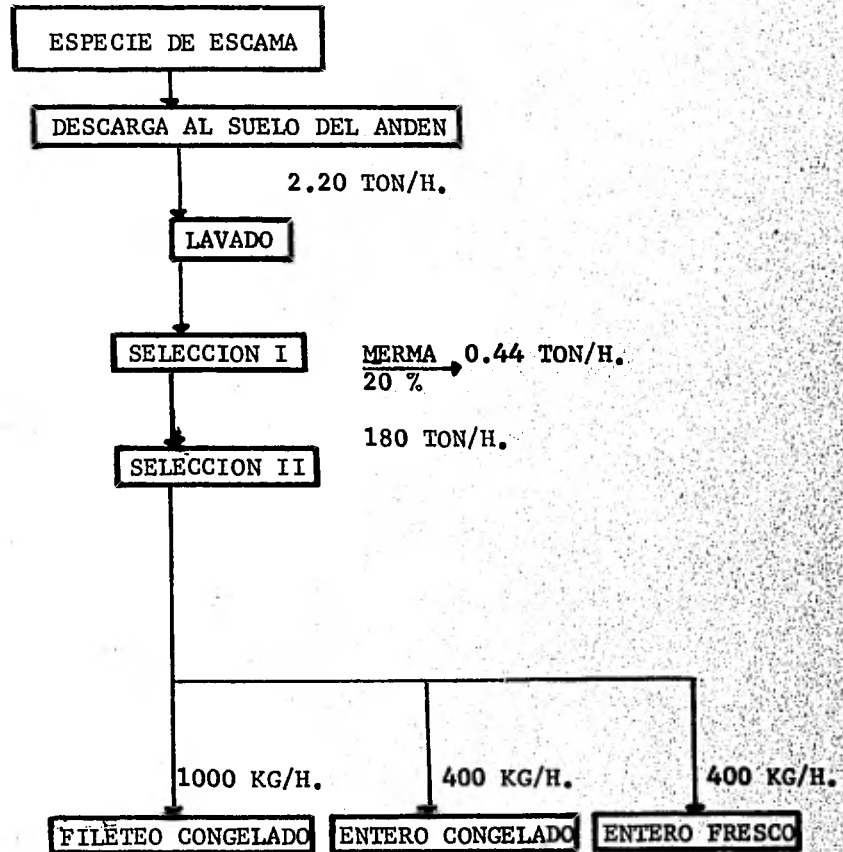 ESPECIE DE ESCAMA
DESCARGA AL SUELO DEL ANDEN
2.20 TON/H.
LAVADO
SELECCION I
MERMA 0.44 TON/H.
20 %
180 TON/H.
SELECCION II
1000 KG/H.
400 KG/H.
400 KG/H.
FILETEO CONGELADO
ENTERO CONGELADO
ENTERO FRESCO